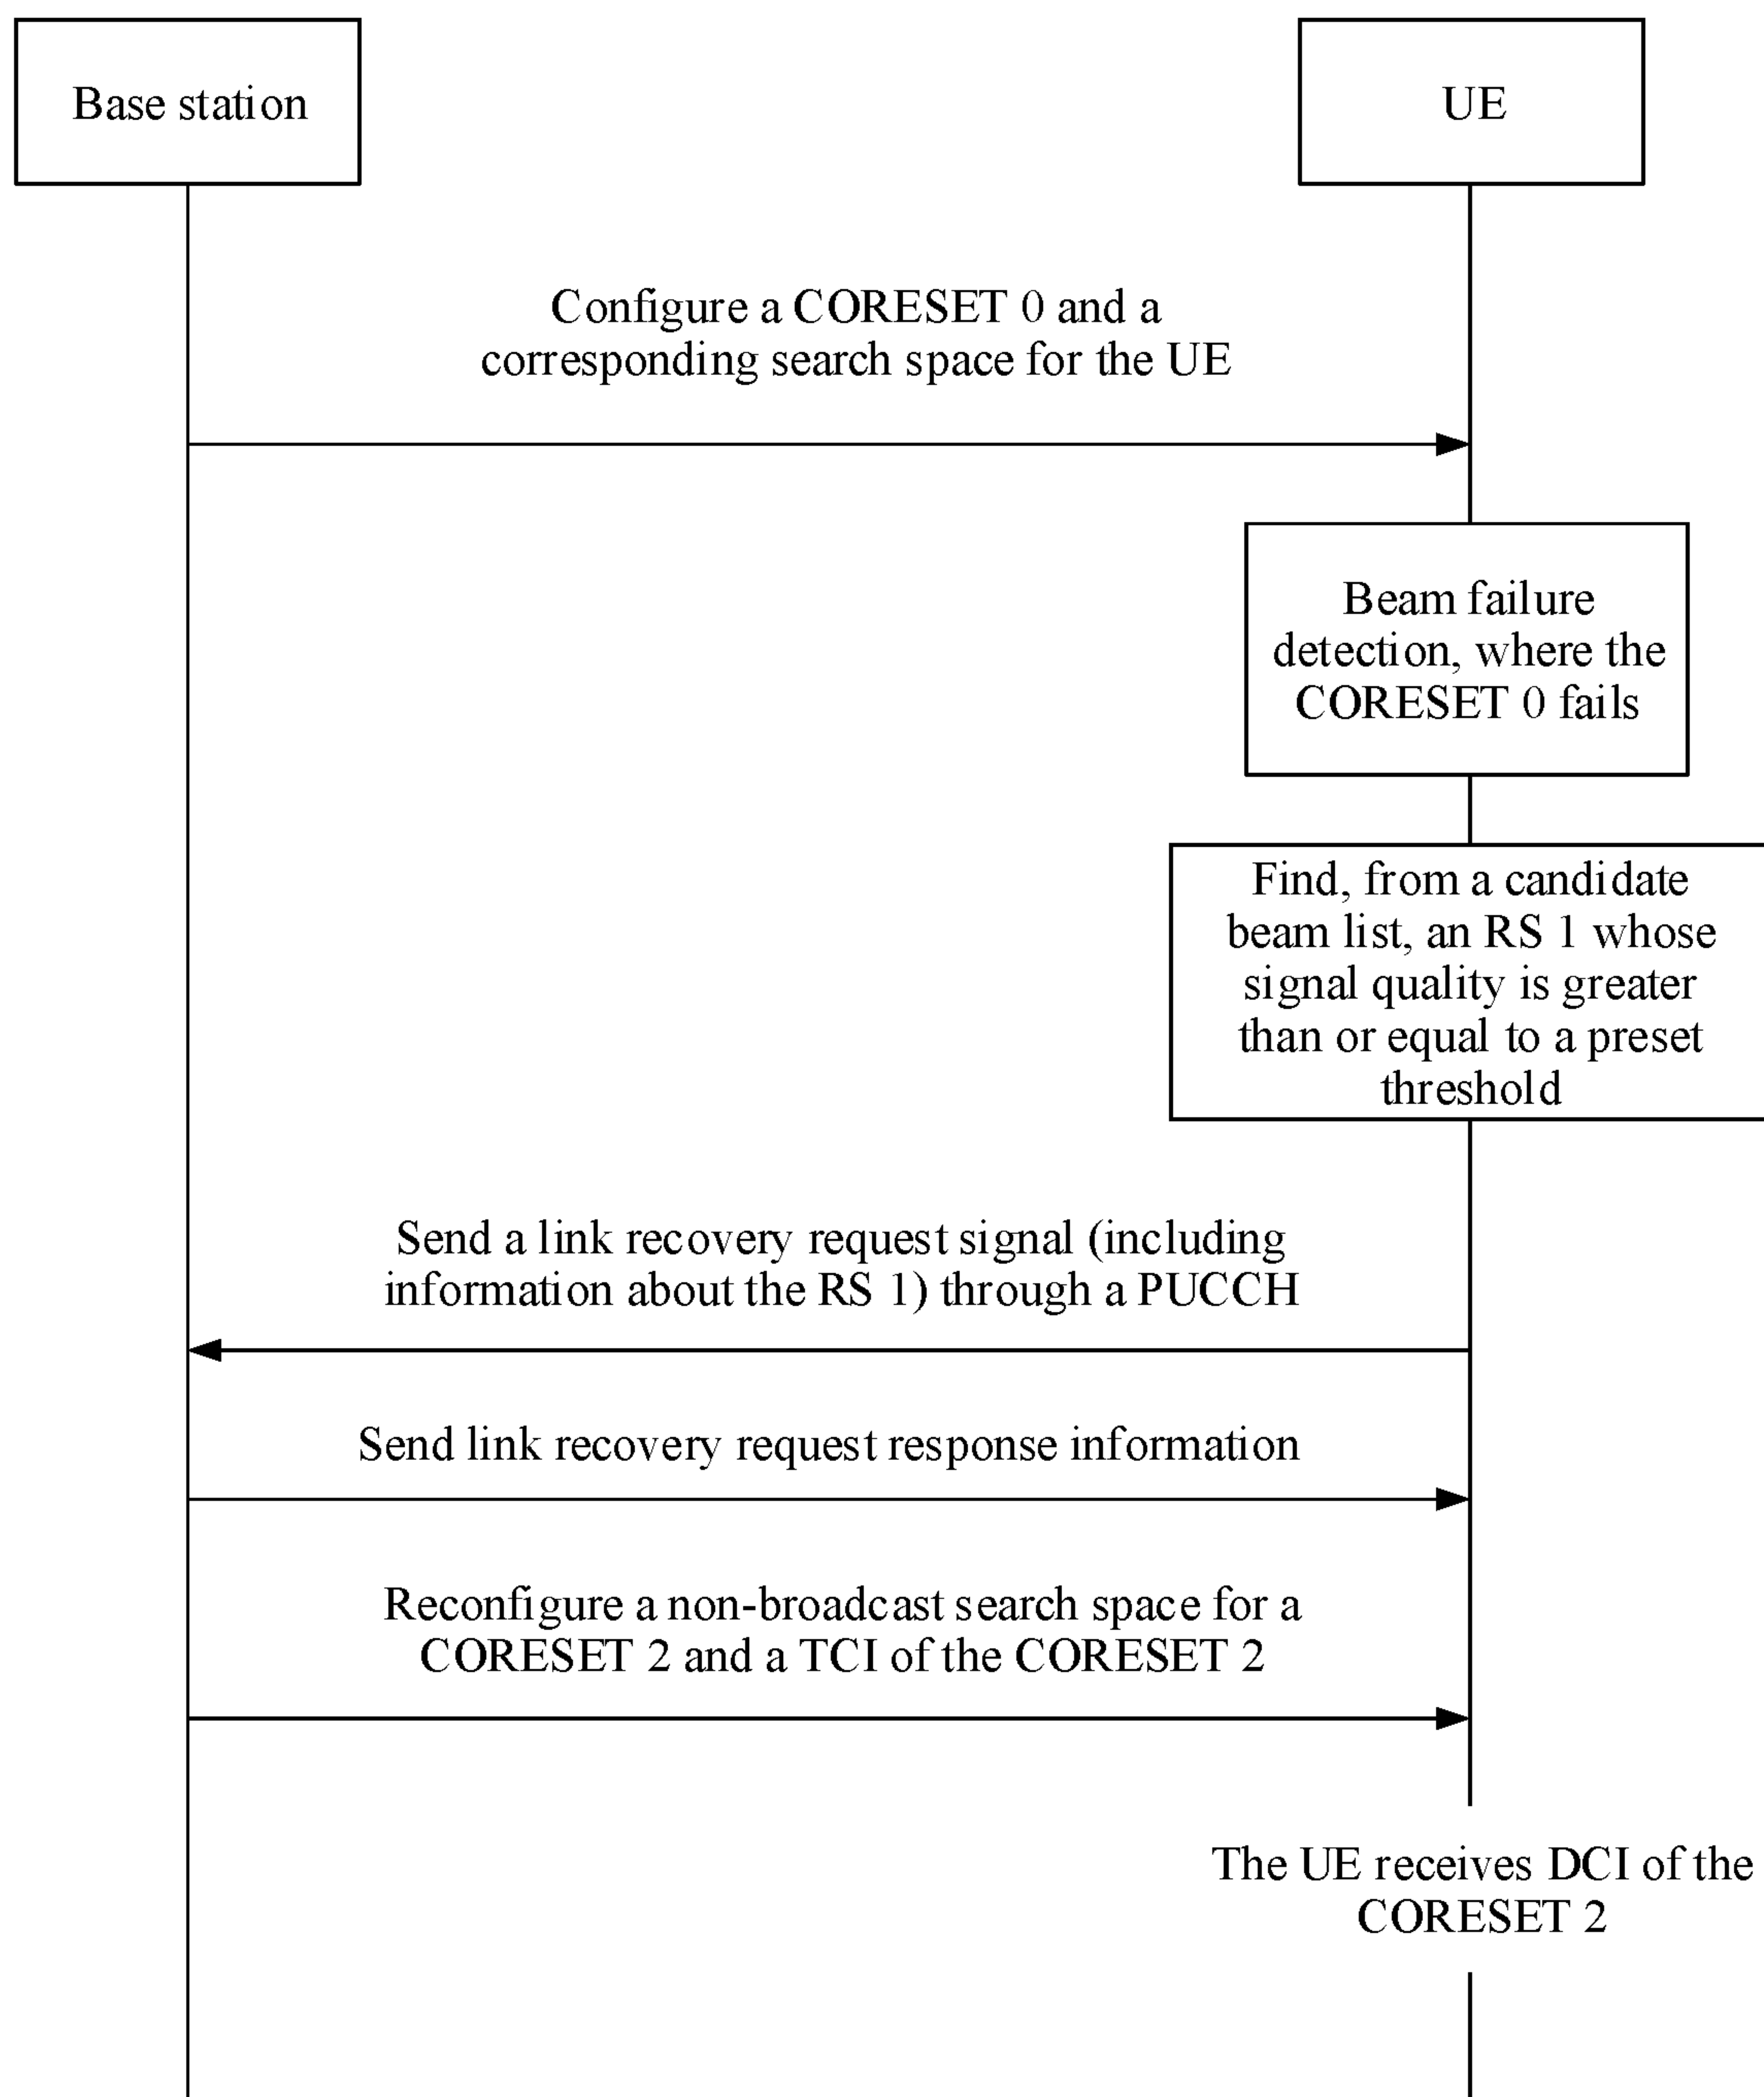 Base station
UE
Configure a CORESET 0 and a
corresponding search space for the UE
Beam failure
detection, where the
CORESET 0 fails
Find, from a candidate
beam list, an RS 1 whose
signal quality is greater
than or equal to a preset
threshold
Send a link recovery request signal (including
information about the RS 1) through a PUCCH
Send link recovery request response information
Reconfigure a non-broadcast search space for a
CORESET 2 and a TCI of the CORESET 2
The UE receives DCI of the
CORESET 2